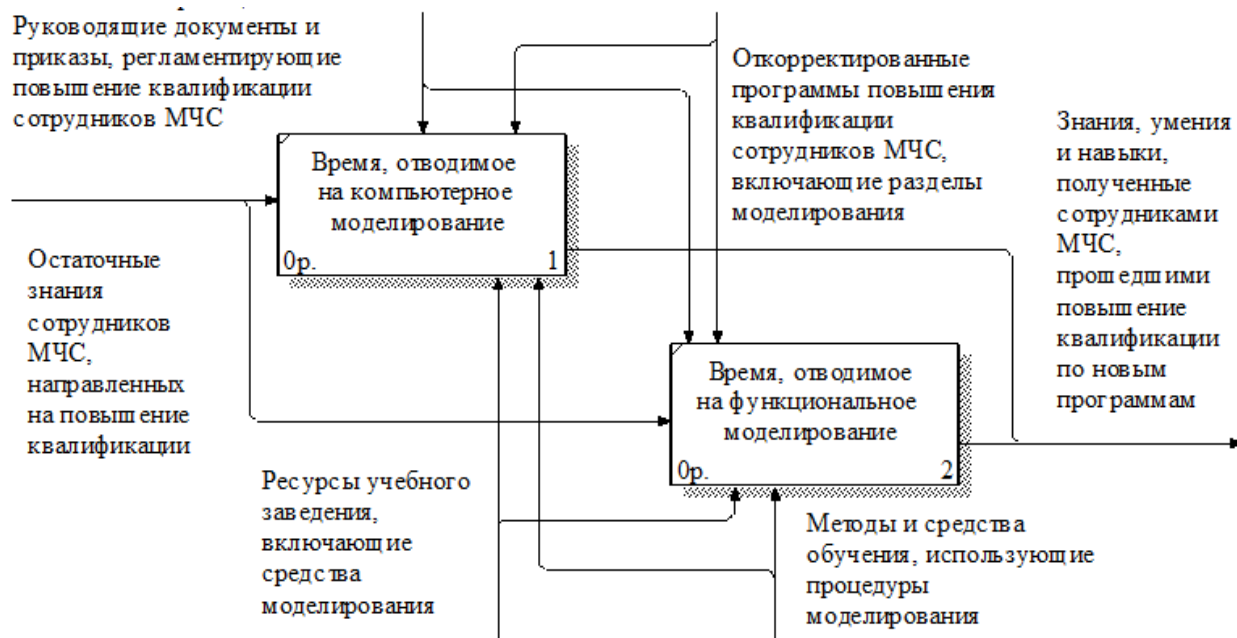 Руководящие документы и
приказы, регламентирующие
повышение квалификации
сотрудников МЧС
Время, отводимое
на компьютерное
моделирование
0р.
1
Откорректированные
программы повышения
квалификации
сотрудников МЧС,
включающие разделы
моделирования
Знания, умения
и навыки,
полученные
сотрудниками
МЧС,
прошедшими
повышение
квалификации
по новым
программам
Остаточные
знания
сотрудников
МЧС,
направленных
на повышение
квалификации
Время, отводимое
на функциональное
моделирование
0р.
2
Ресурсы учебного
заведения,
включающие
средства
моделирования
Методы и средства
обучения, использующие
процедуры
моделирования